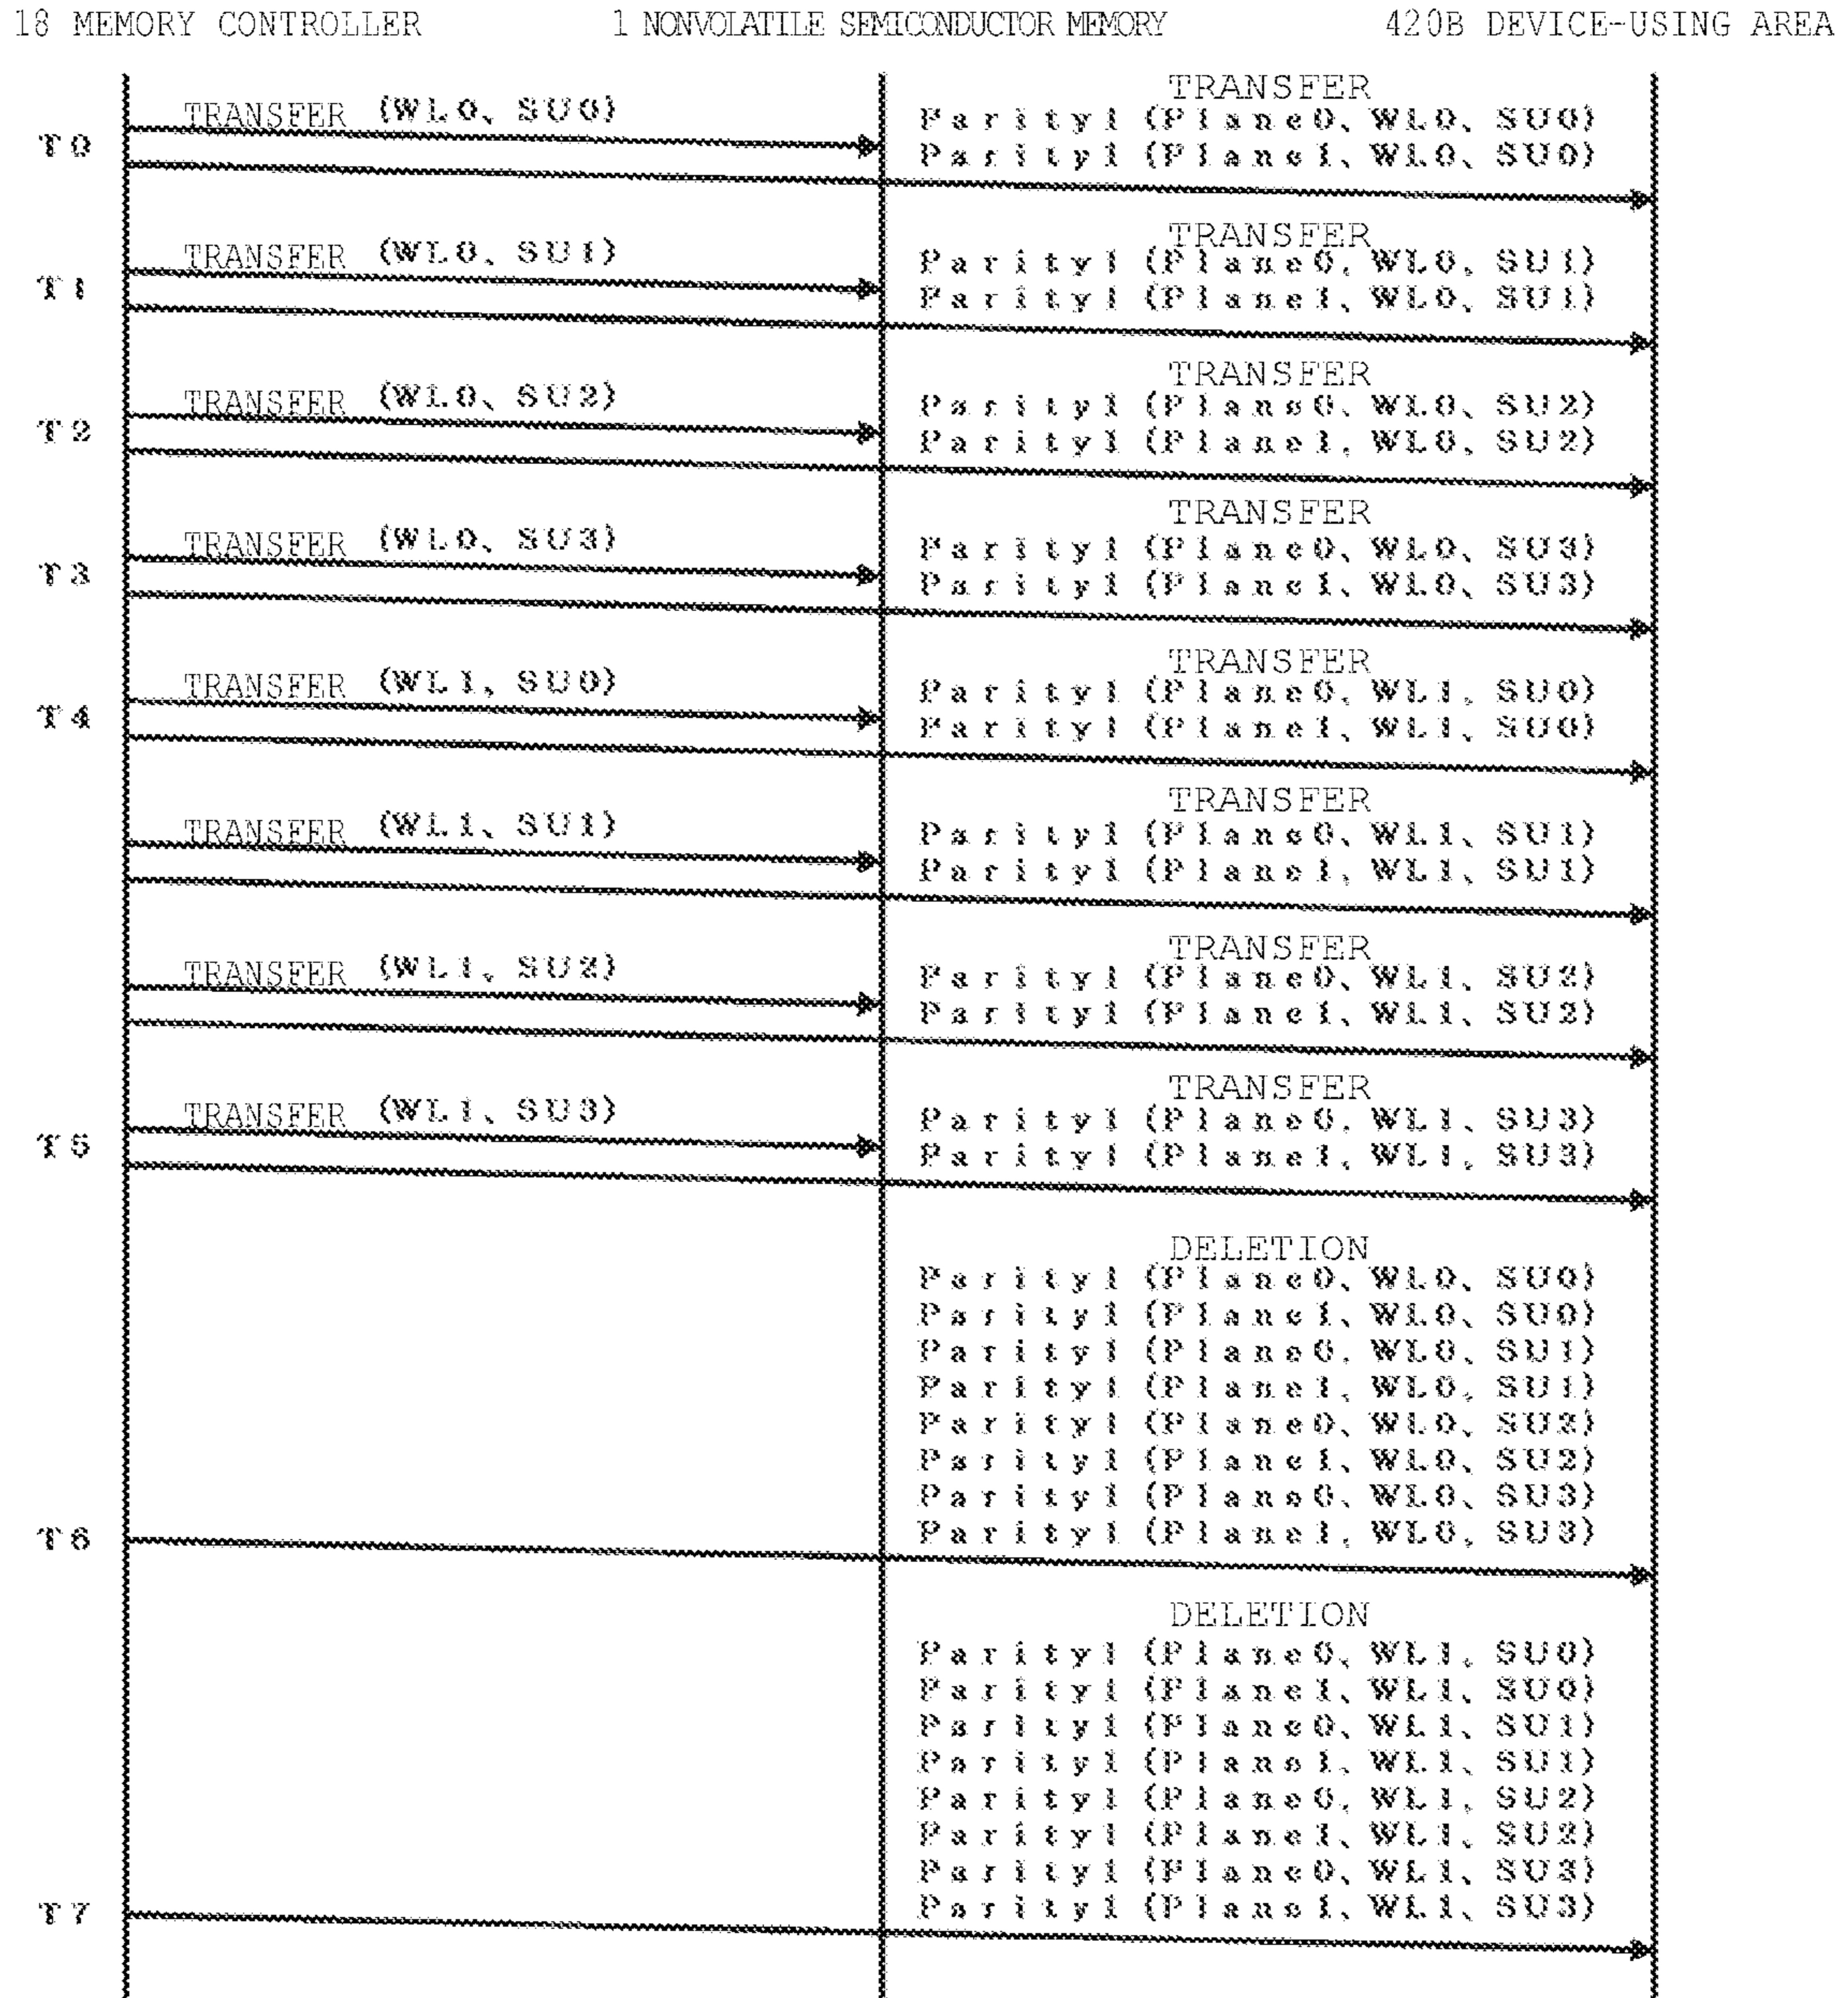 18 MEMORY CONTROLLER 1 NONVOLATILE SEMICONDUCTOR MEMORY 420B DEVICE-USING AREA
TRANSFER
TRANSFER (WL0、SU0) Parity1 (Plane0、WL0、SU0)
T0 Parity1 (Plane1、WL0、SU0)
TRANSFER
TRANSFER (WL0、SU1) Parity1 (Plane0、WL0、SU1)
T1 Parity1 (Plane1、WL0、SU1)
TRANSFER
TRANSFER (WL0、SU2) Parity1 (Plane0、WL0、SU2)
T2 Parity1 (Plane1、WL0、SU2)
TRANSFER
TRANSFER (WL0、SU3) Parity1 (Plane0、WL0、SU3)
T3 Parity1 (Plane1、WL0、SU3)
TRANSFER
TRANSFER (WL1、SU0) Parity1 (Plane0、WL1、SU0)
T4 Parity1 (Plane1、WL1、SU0)
TRANSFER
TRANSFER (WL1、SU1) Parity1 (Plane0、WL1、SU1)
Parity1 (Plane1、WL1、SU1)
TRANSFER
TRANSFER (WL1、SU2) Parity1 (Plane0、WL1、SU2)
Parity1 (Plane1、WL1、SU2)
TRANSFER
TRANSFER (WL1、SU3) Parity1 (Plane0、WL1、SU3)
T5 Parity1 (Plane1、WL1、SU3)
DELETION
Parity1 (Plane0、WL0、SU0)
Parity1 (Plane1、WL0、SU0)
Parity1 (Plane0、WL0、SU1)
Parity1 (Plane1、WL0、SU1)
Parity1 (Plane0、WL0、SU2)
Parity1 (Plane1、WL0、SU2)
Parity1 (Plane0、WL0、SU3)
T6 Parity1 (Plane1、WL0、SU3)
DELETION
Parity1 (Plane0、WL1、SU0)
Parity1 (Plane1、WL1、SU0)
Parity1 (Plane0、WL1、SU1)
Parity1 (Plane1、WL1、SU1)
Parity1 (Plane0、WL1、SU2)
Parity1 (Plane1、WL1、SU2)
Parity1 (Plane0、WL1、SU3)
T7 Parity1 (Plane1、WL1、SU3)